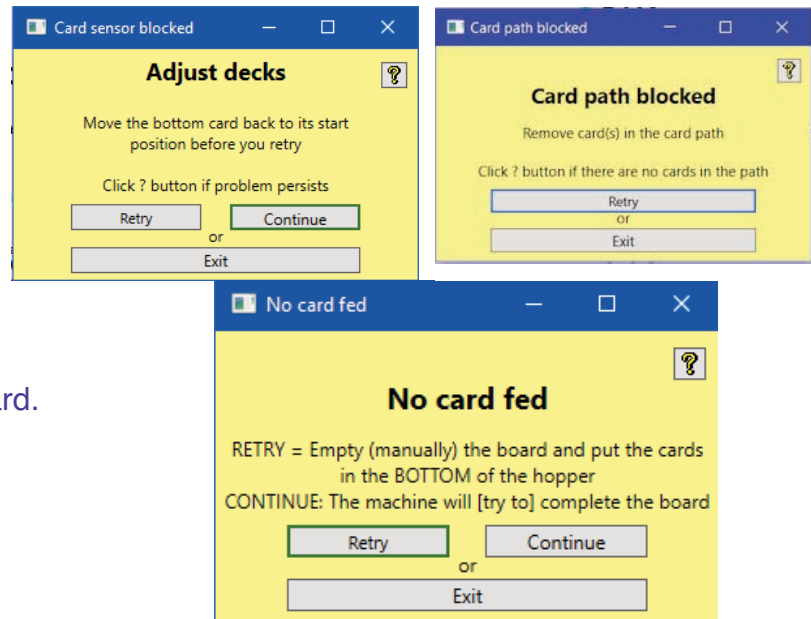 Card sensor blocked
Adjust decks
?
Move the bottom card back to its start
position before you retry
Click ? button if problem persists
Retry
Continue
or
Exit
Card path blocked
?
Card path blocked
Remove card(s) in the card path
Click ? button if there are no cards in the path
Retry
or
Exit
ard.
No card fed
?
No card fed
RETRY = Empty (manually) the board and put the cards
in the BOTTOM of the hopper
CONTINUE: The machine will [try to] complete the board
Retry
Continue
or
Exit